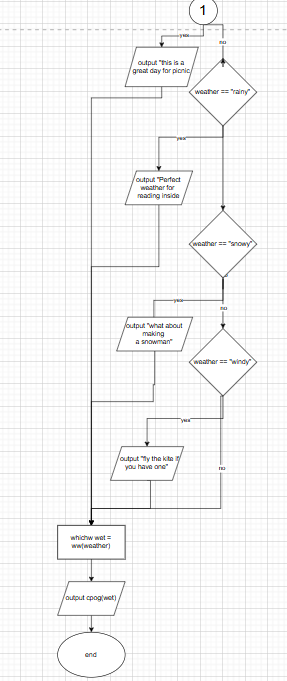 1
yes
no
output "this is a
great day for picnic
weather == "rainy"
yes
output "Perfect
weather for
reading inside
weather == "snowy"
yes
no
output "what about
making
a snowman"
weather == "windy"
yes
output "fly the kite if
you have one"
no
whichw wet =
ww(weather)
output cpog(wet)
end